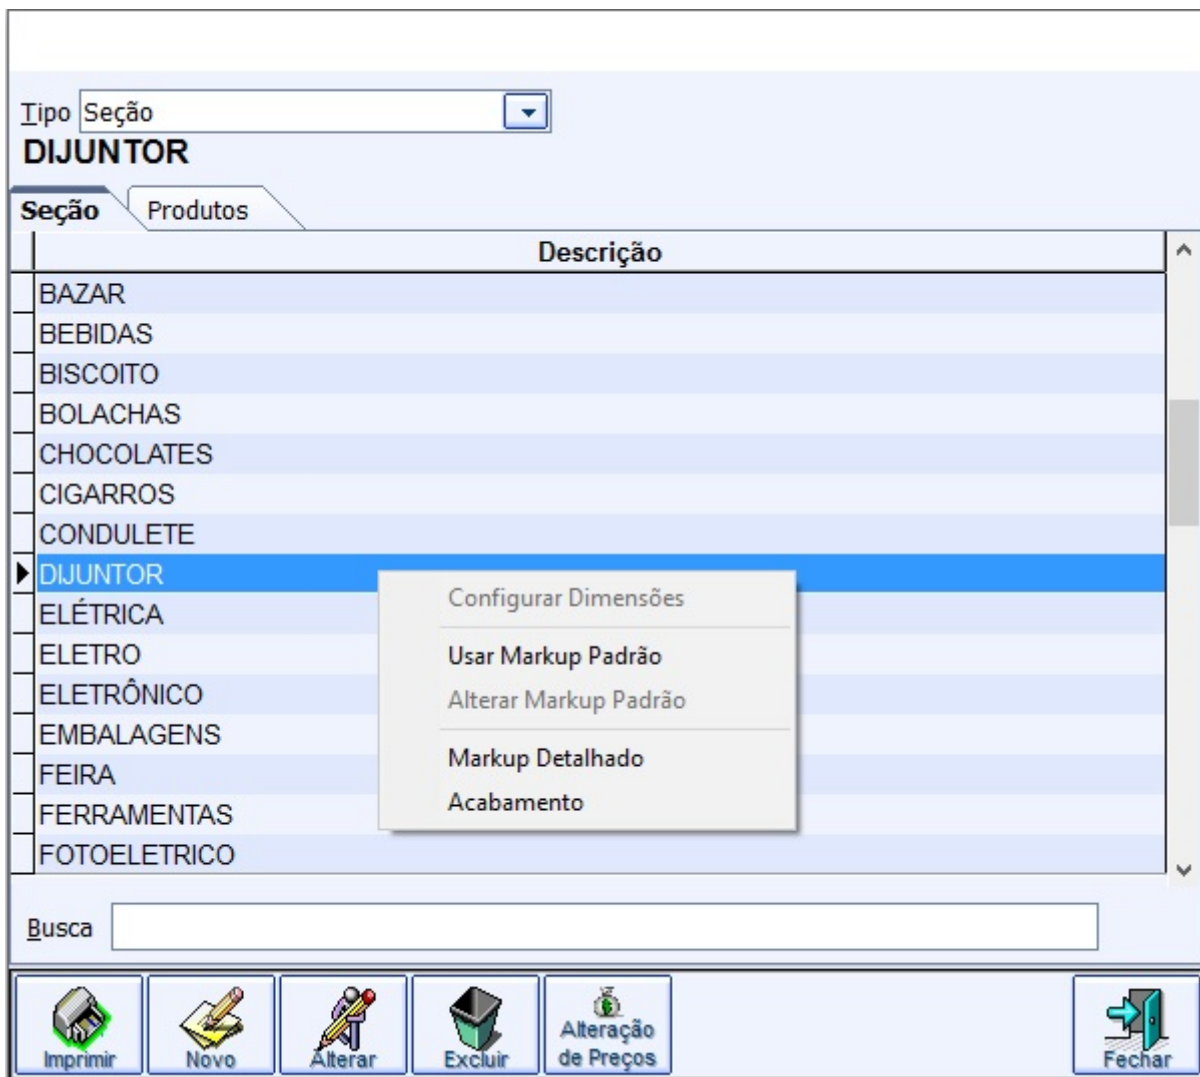 Tipo Seção
DIJUNTOR
Seção Produtos
Descrição
BAZAR
BEBIDAS
BISCOITO
BOLACHAS
CHOCOLATES
CIGARROS
CONDULETE
DIJUNTOR
ELÉTRICA
ELETRO
ELETRÔNICO
EMBALAGENS
FEIRA
FERRAMENTAS
FOTOELETRICO
Configurar Dimensões
Usar Markup Padrão
Alterar Markup Padrão
Markup Detalhado
Acabamento
Busca
Imprimir
Novo
Alterar
Excluir
Alteração
de Preços
Fechar